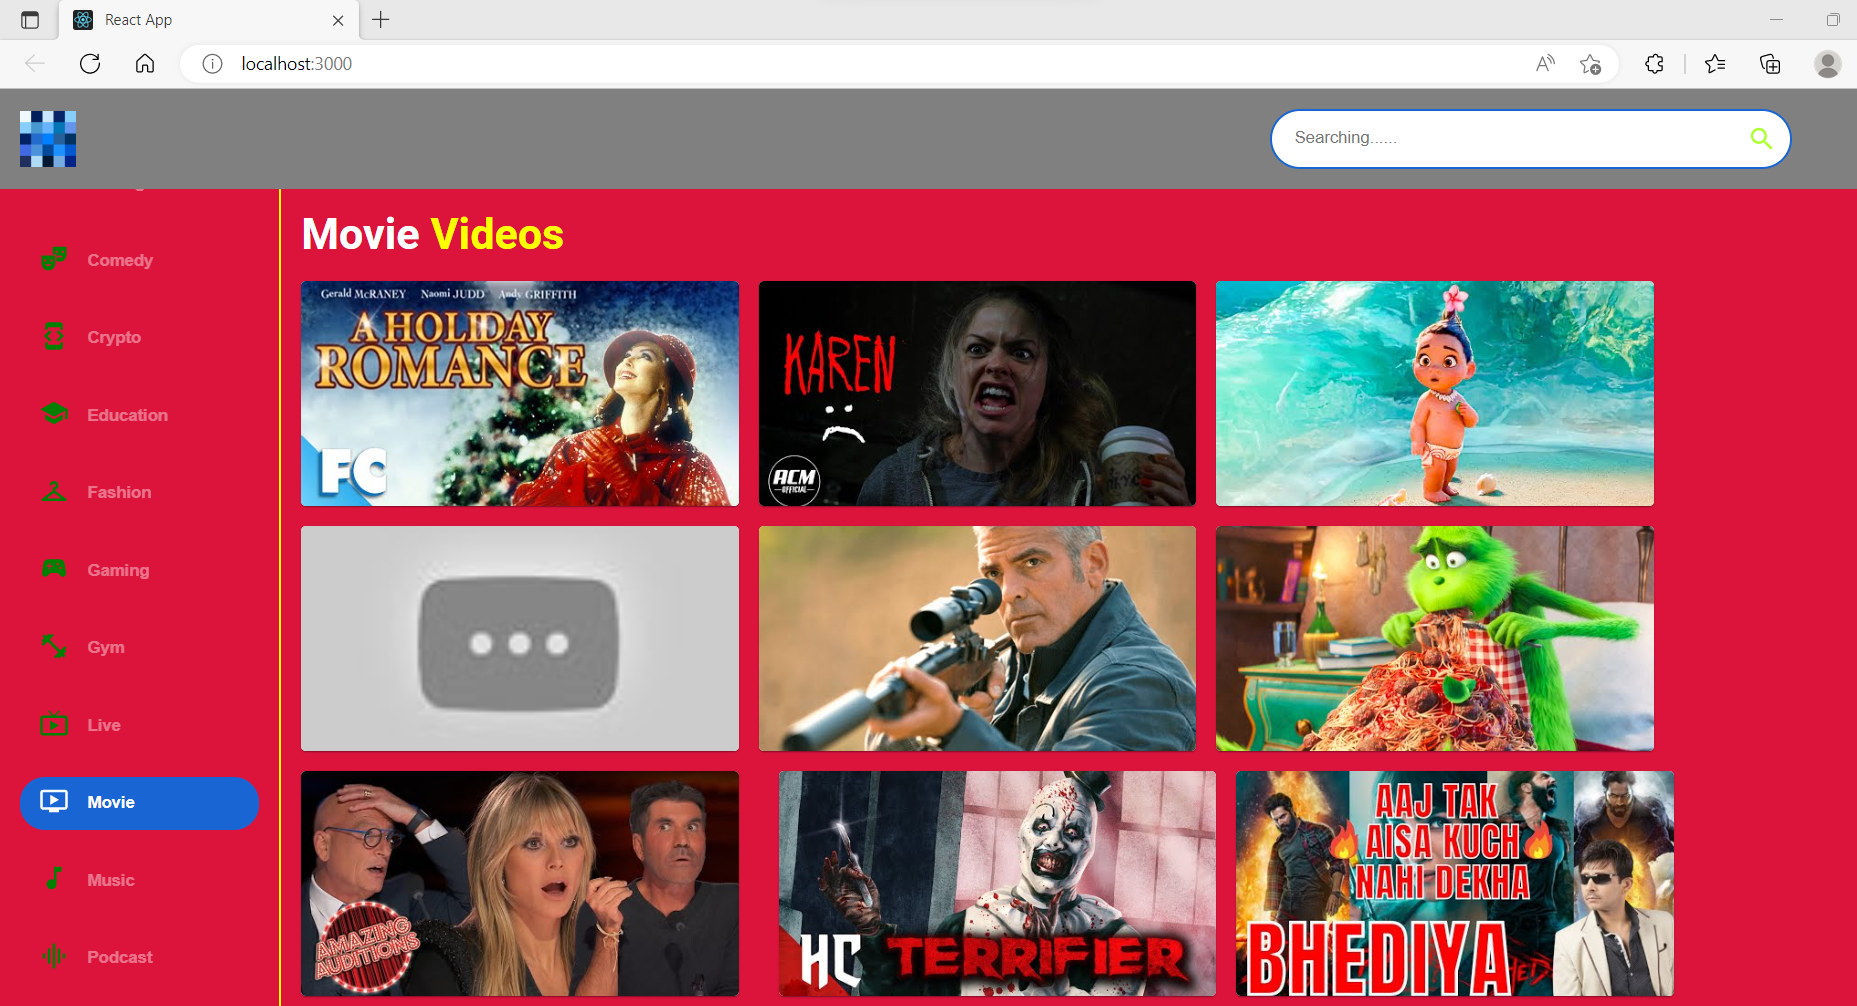 React App
localhost:3000
Searching......
Comedy
Crypto
Education
Fashion
Gaming
Gym
Live
Movie
Music
Podcast
Movie Videos
Gerald McRANEY Naomi JUDD Andy GRIFFITH
A HOLIDAY
ROMANCE
FC
KAREN
ACM
OFFICIAL
AMAZING
AUDITIONS
HC TERRIFIER
AAJ TAK
AISA KUCH
NAHI DEKHA
BHEDIYA